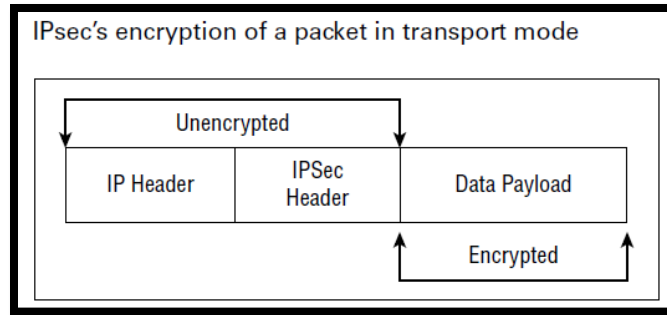 IPsec's encryption of a packet in transport mode
Unencrypted
IP Header
IPSec
Header
Data Payload
Encrypted